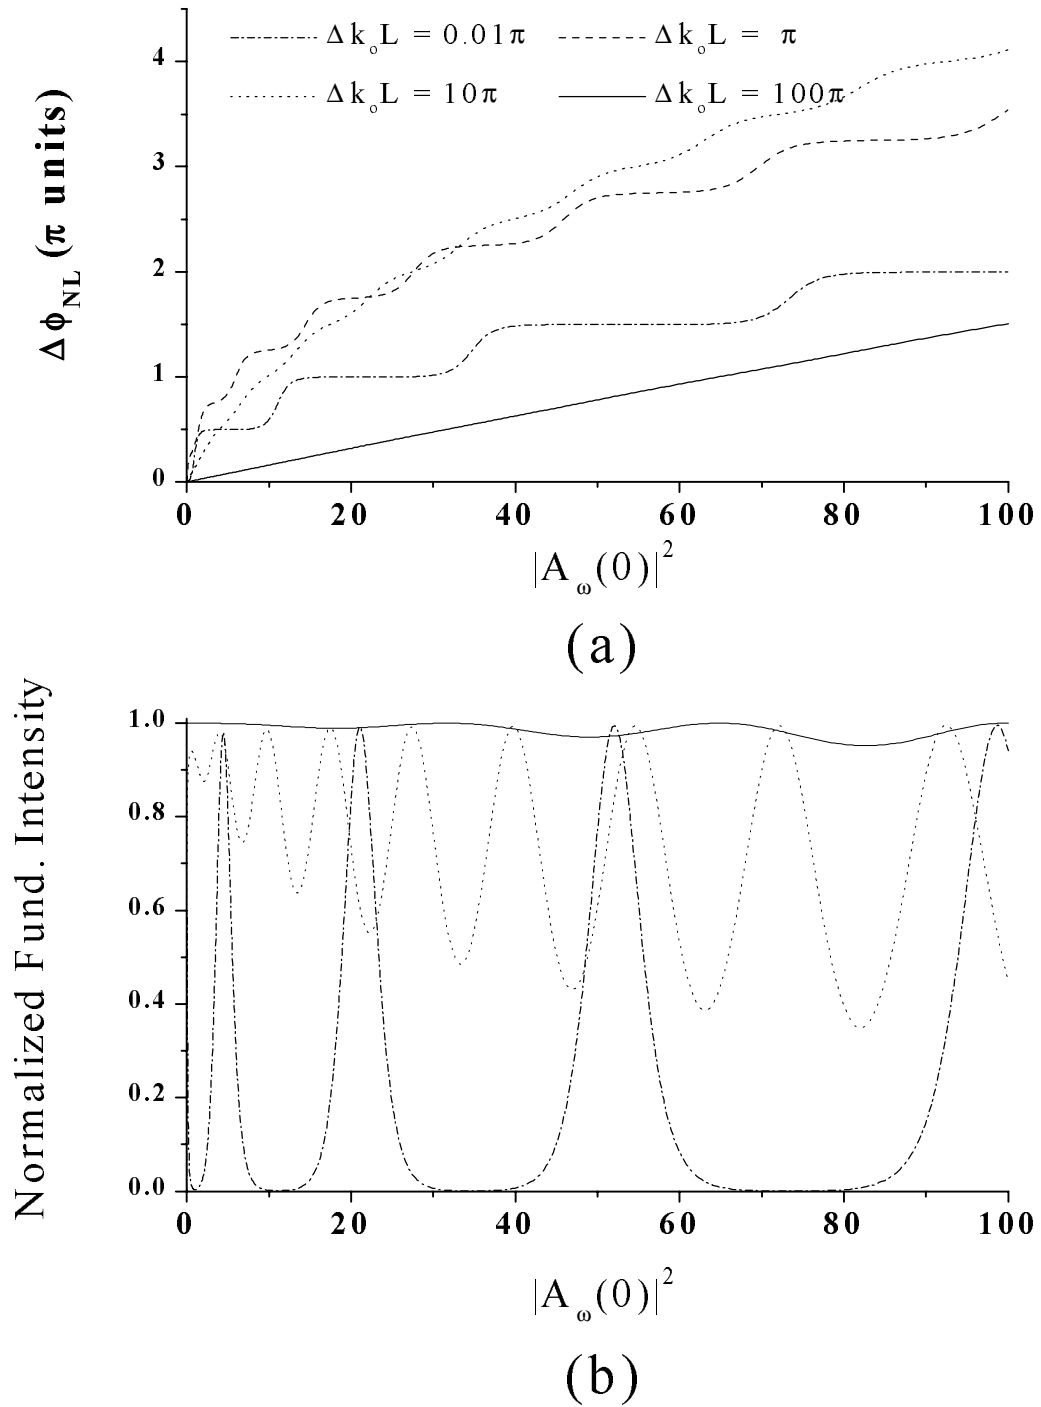 Δk₀L = 0.01π   Δk₀L = π
Δk₀L = 10π   Δk₀L = 100π
Δϕ_NL (π units)
4
3
2
1
0
0 20 40 60 80 100
|A_ω(0)|²
(a)
Normalized Fund. Intensity
1.0
0.8
0.6
0.4
0.2
0.0
0 20 40 60 80 100
|A_ω(0)|²
(b)